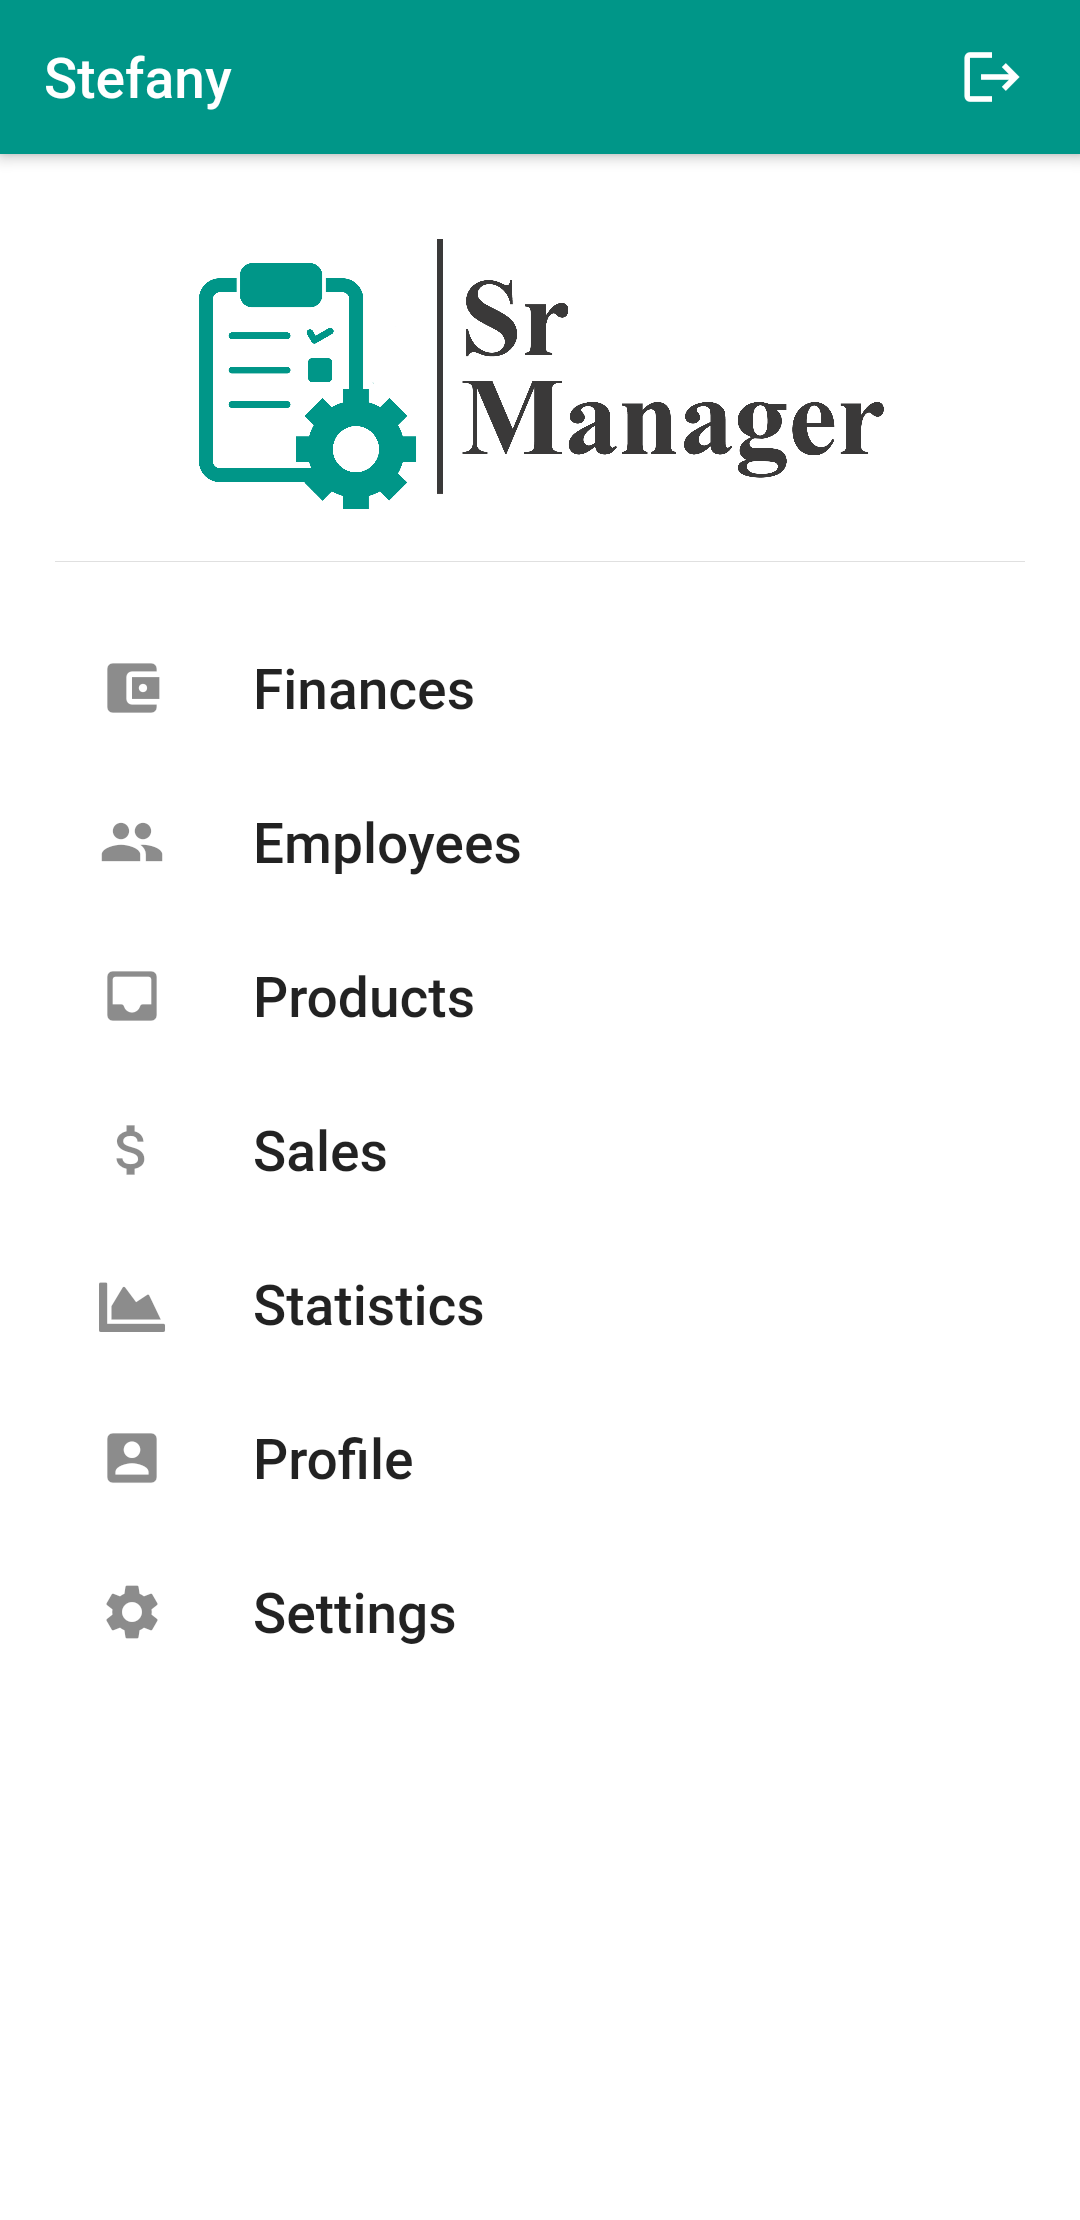 Stefany
Sr
Manager
Finances
Employees
Products
Sales
Statistics
Profile
Settings